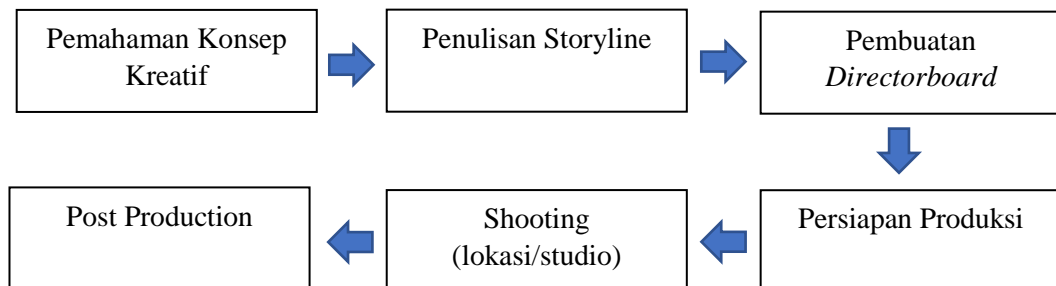 Pemahaman Konsep
Kreatif
Penulisan Storyline
Pembuatan
Directorboard
Persiapan Produksi
Shooting
(lokasi/studio)
Post Production